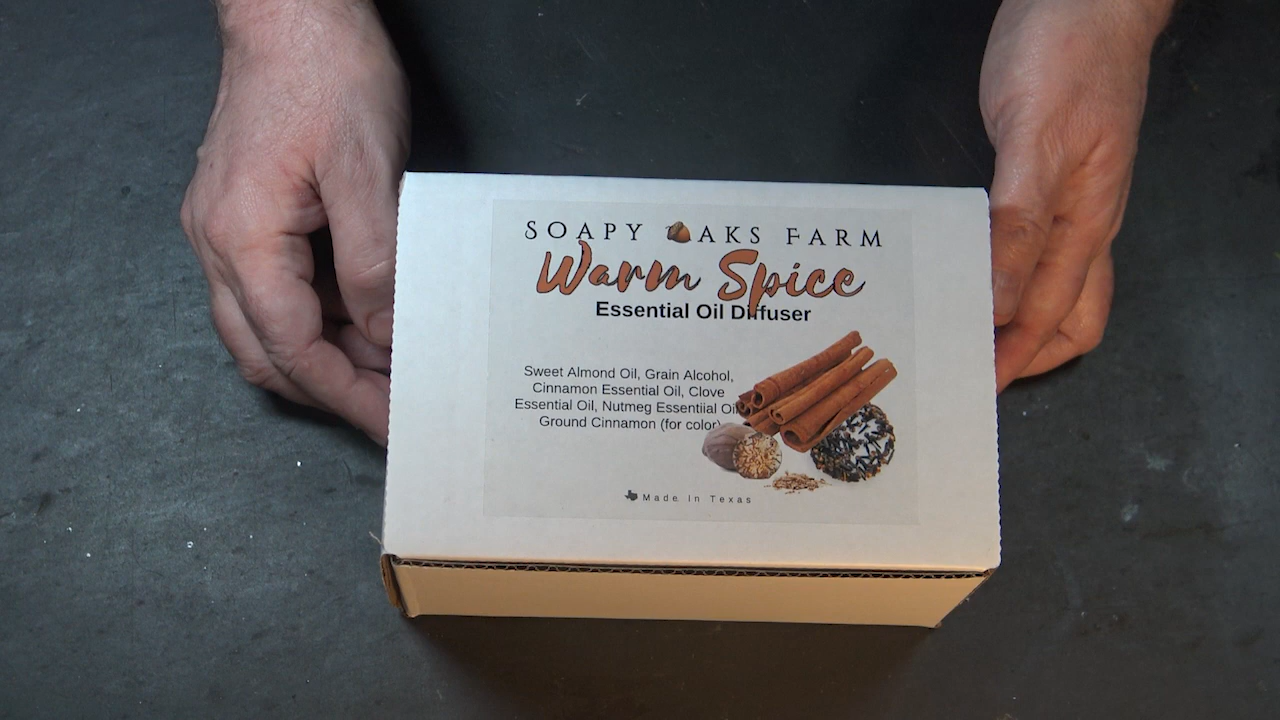 SOAPY OAKS FARM
Warm Spice
Essential Oil Diffuser
Sweet Almond Oil, Grain Alcohol,
Cinnamon Essential Oil, Clove
Essential Oil, Nutmeg Essentiial Oil
Ground Cinnamon (for color)
Made In Texas